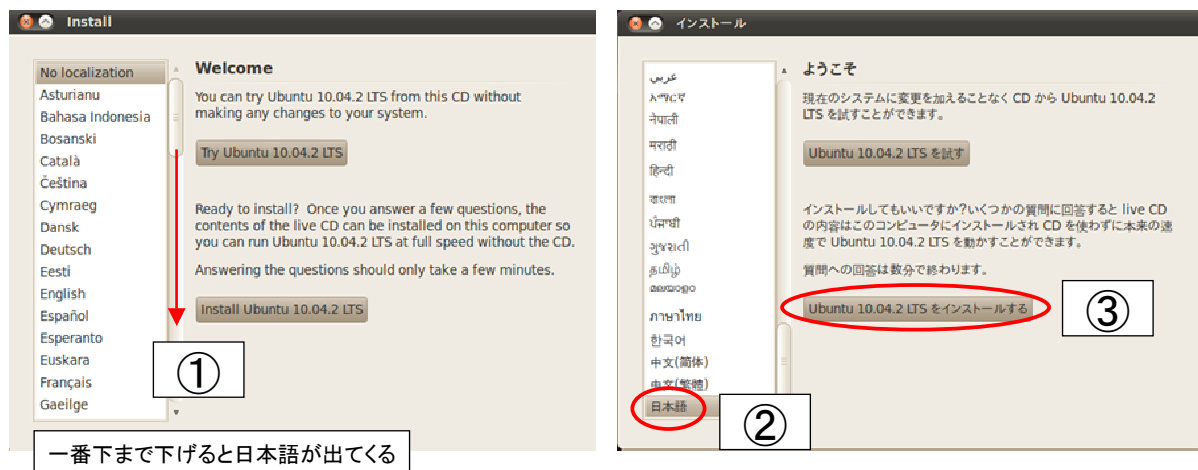 Install
No localization
Asturianu
Bahasa Indonesia
Bosanski
Català
Čeština
Cymraeg
Dansk
Deutsch
Eesti
English
Español
Esperanto
Euskara
Français
Gaeilge
Welcome
You can try Ubuntu 10.04.2 LTS from this CD without
making any changes to your system.
Try Ubuntu 10.04.2 LTS
Ready to install? Once you answer a few questions, the
contents of the live CD can be installed on this computer so
you can run Ubuntu 10.04.2 LTS at full speed without the CD.
Answering the questions should only take a few minutes.
Install Ubuntu 10.04.2 LTS
①
一番下まで下げると日本語が出てくる
インストール
عربي
አማርኛ
नेपाली
मराठी
हिन्दी
বাংলা
ਪੰਜਾਬੀ
ગુજરાતી
தமிழ்
മലയാളം
ภาษาไทย
한국어
中文(简体)
中文(繁體)
日本語
②
ようこそ
現在のシステムに変更を加えることなく CD から Ubuntu 10.04.2
LTS を試すことができます。
Ubuntu 10.04.2 LTS を試す
インストールしてもいいですか?いくつかの質問に回答すると live CD
の内容はこのコンピュータにインストールされ CD を使わずに本来の速
度で Ubuntu 10.04.2 LTS を動かすことができます。
質問への回答は数分で終わります。
Ubuntu 10.04.2 LTS をインストールする
③